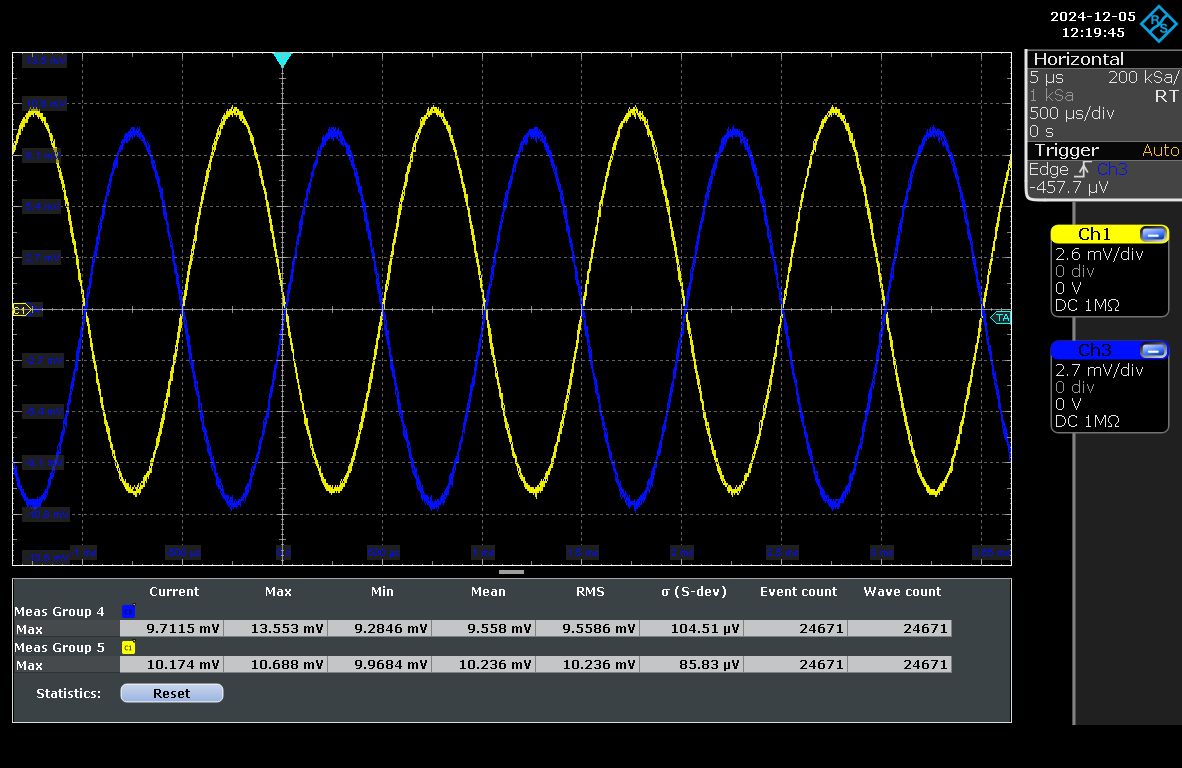 2024-12-05
12:19:45
Horizontal
5 µs 200 kSa/
1 kSa RT
500 µs/div
0 s
Trigger Auto
Edge Ch3
-457.7 µV
Ch1
2.6 mV/div
0 div
0 V
DC 1MΩ
Ch3
2.7 mV/div
0 div
0 V
DC 1MΩ
C1
TA
Current Max Min Mean RMS σ (S-dev) Event count Wave count
Meas Group 4
Max 9.7115 mV 13.553 mV 9.2846 mV 9.558 mV 9.5586 mV 104.51 µV 24671 24671
Meas Group 5 C1
Max 10.174 mV 10.688 mV 9.9684 mV 10.236 mV 10.236 mV 85.83 µV 24671 24671
Statistics: Reset